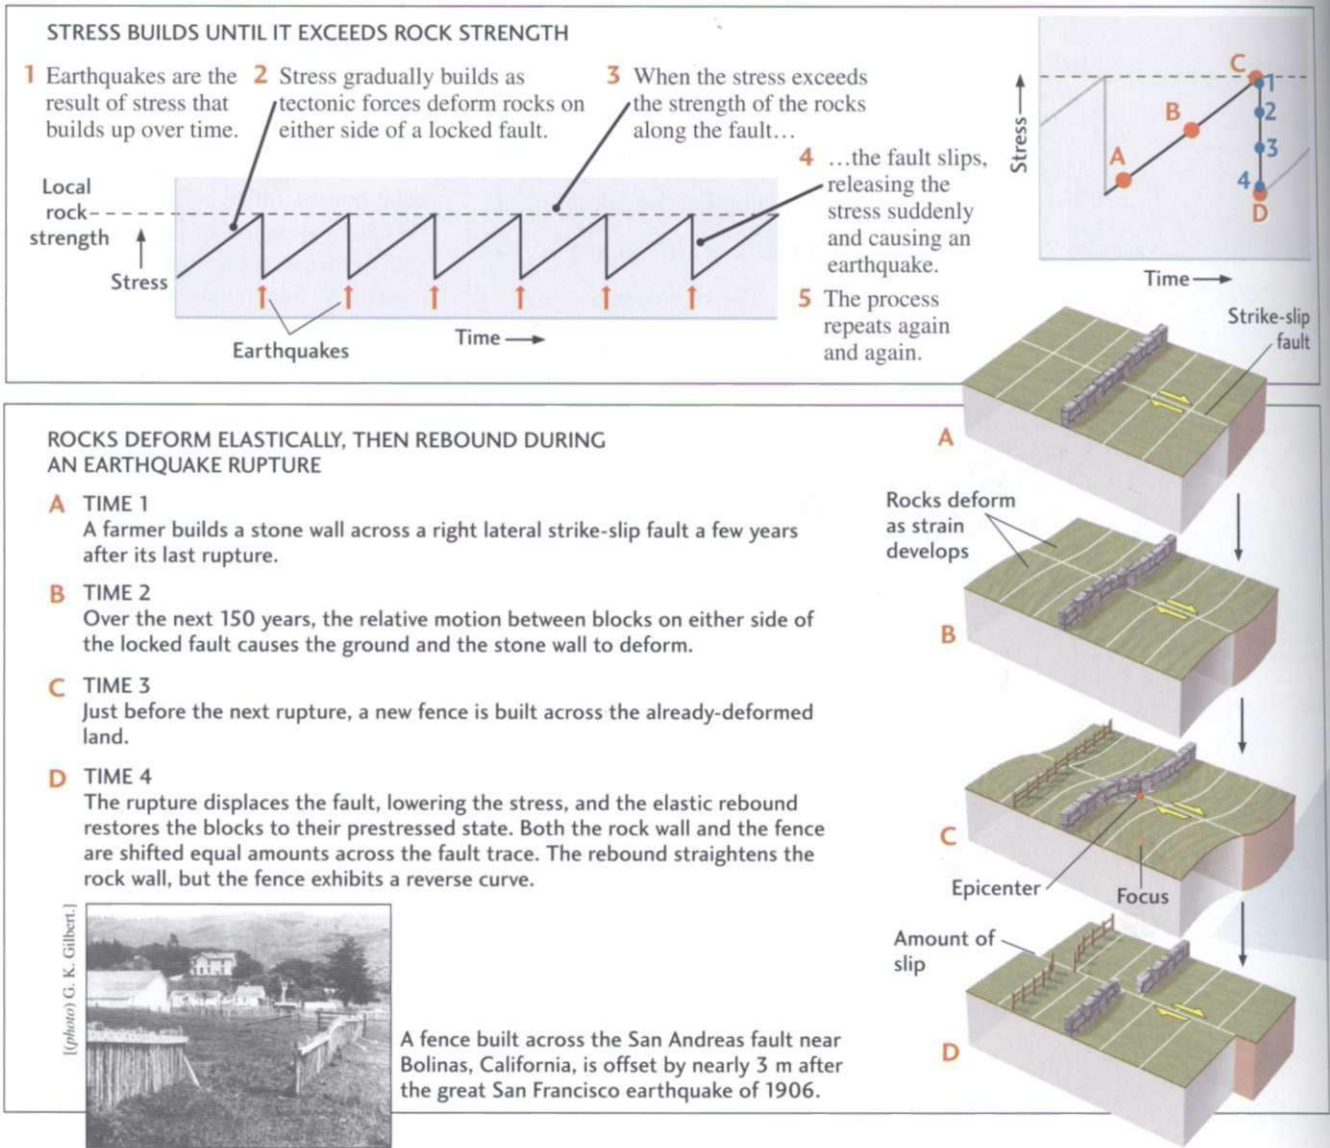 STRESS BUILDS UNTIL IT EXCEEDS ROCK STRENGTH
1 Earthquakes are the
result of stress that
builds up over time.
2 Stress gradually builds as
tectonic forces deform rocks on
either side of a locked fault.
3 When the stress exceeds
the strength of the rocks
along the fault…
4 …the fault slips,
releasing the
stress suddenly
and causing an
earthquake.
5 The process
repeats again
and again.
Local
rock
strength
Stress
Earthquakes
Time
Stress
A
B
C
1
2
3
4
D
Time
Strike-slip
fault
A
ROCKS DEFORM ELASTICALLY, THEN REBOUND DURING
AN EARTHQUAKE RUPTURE
A TIME 1
A farmer builds a stone wall across a right lateral strike-slip fault a few years
after its last rupture.
B TIME 2
Over the next 150 years, the relative motion between blocks on either side of
the locked fault causes the ground and the stone wall to deform.
C TIME 3
Just before the next rupture, a new fence is built across the already-deformed
land.
D TIME 4
The rupture displaces the fault, lowering the stress, and the elastic rebound
restores the blocks to their prestressed state. Both the rock wall and the fence
are shifted equal amounts across the fault trace. The rebound straightens the
rock wall, but the fence exhibits a reverse curve.
[(photo) G. K. Gilbert.]
A fence built across the San Andreas fault near
Bolinas, California, is offset by nearly 3 m after
the great San Francisco earthquake of 1906.
Rocks deform
as strain
develops
B
C
Epicenter
Focus
Amount of
slip
D